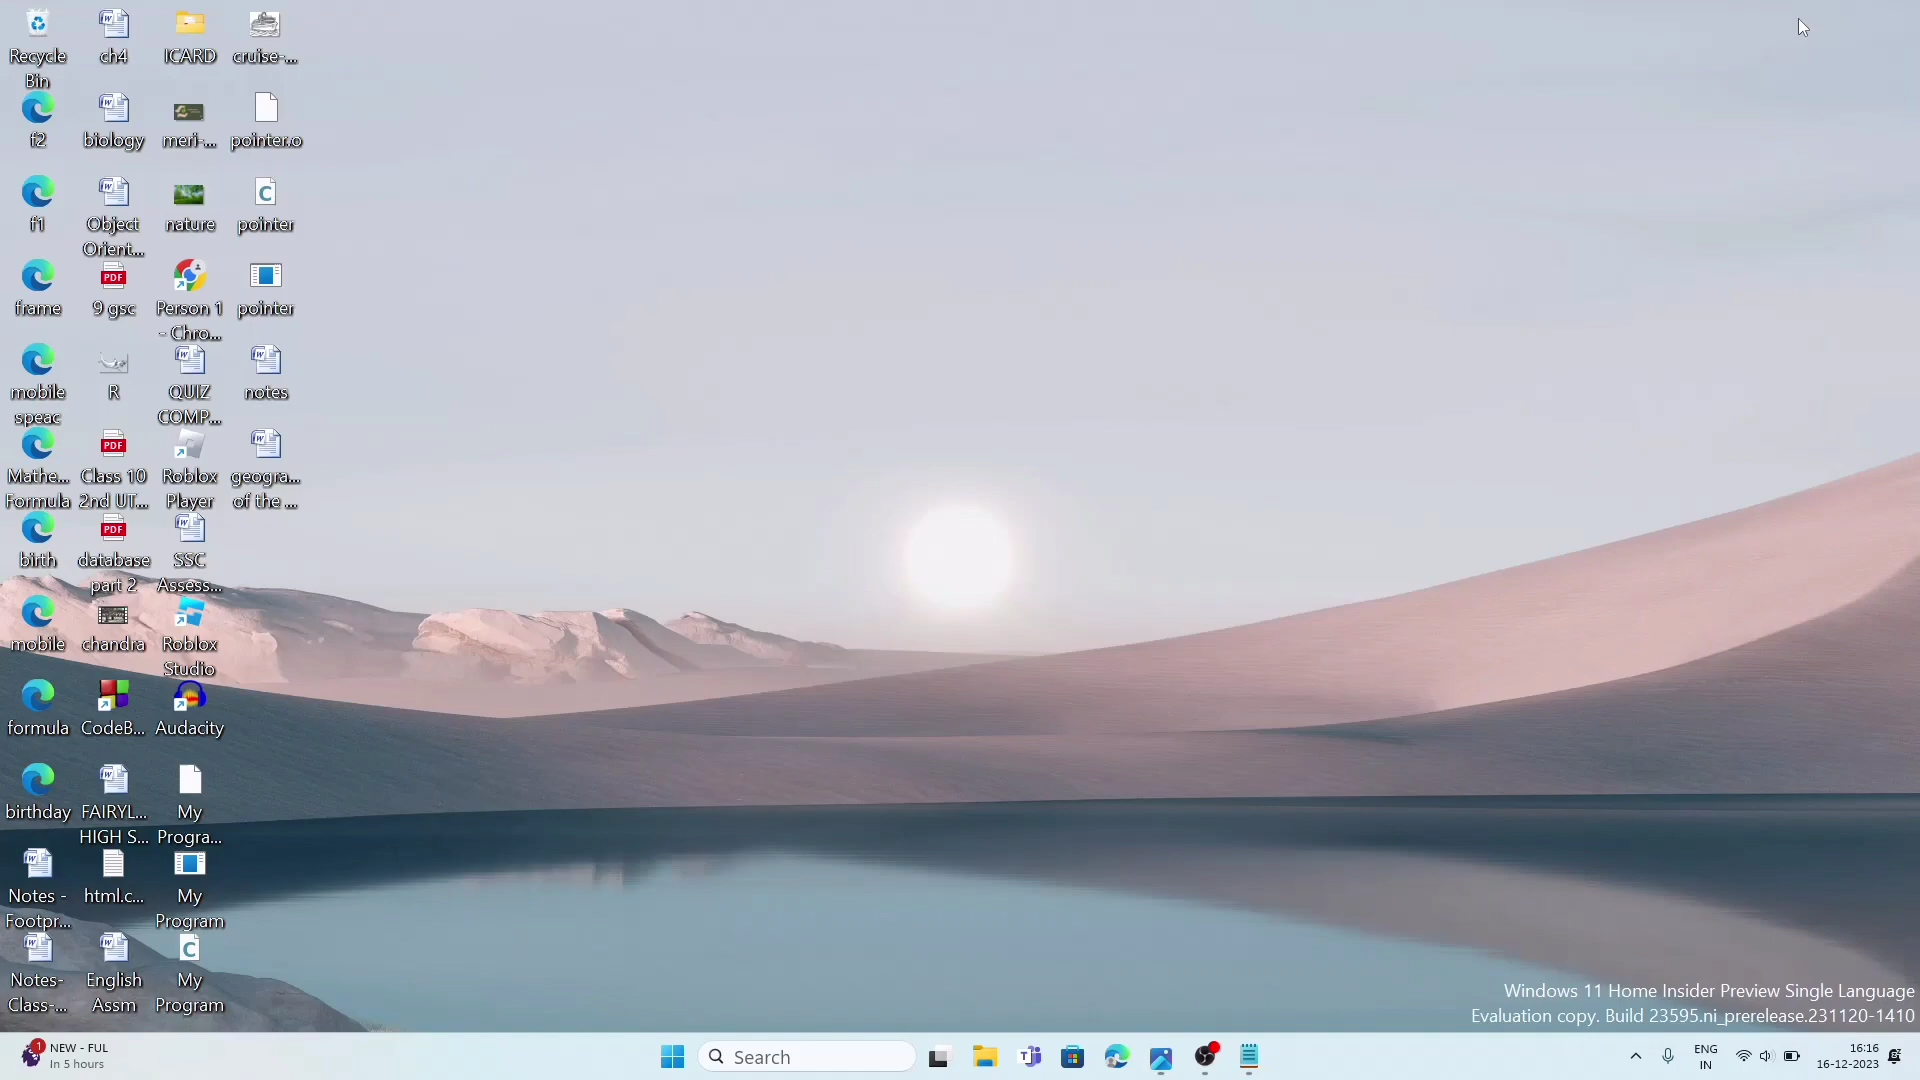 Recycle
Bin
ch4
ICARD
cruise-...
f2
biology
meri-...
pointer.o
f1
Object
Orient...
nature
pointer
frame
9 gsc
Person 1
- Chro...
pointer
mobile
speac
R
QUIZ
COMP...
notes
Mathe...
Formula
Class 10
2nd UT...
Roblox
Player
geogra...
of the ...
birth
database
part 2
SSC
Assess...
mobile
chandra
Roblox
Studio
formula
CodeB...
Audacity
birthday
FAIRYL...
HIGH S...
My
Progra...
Notes -
Footpr...
html.c...
My
Program
Notes-
Class-...
English
Assm
My
Program
PDF
PDF
PDF
Windows 11 Home Insider Preview Single Language
Evaluation copy. Build 23595.ni_prerelease.231120-1410
1
NEW - FUL
In 5 hours
Search
ENG
IN
16:16
16-12-2023